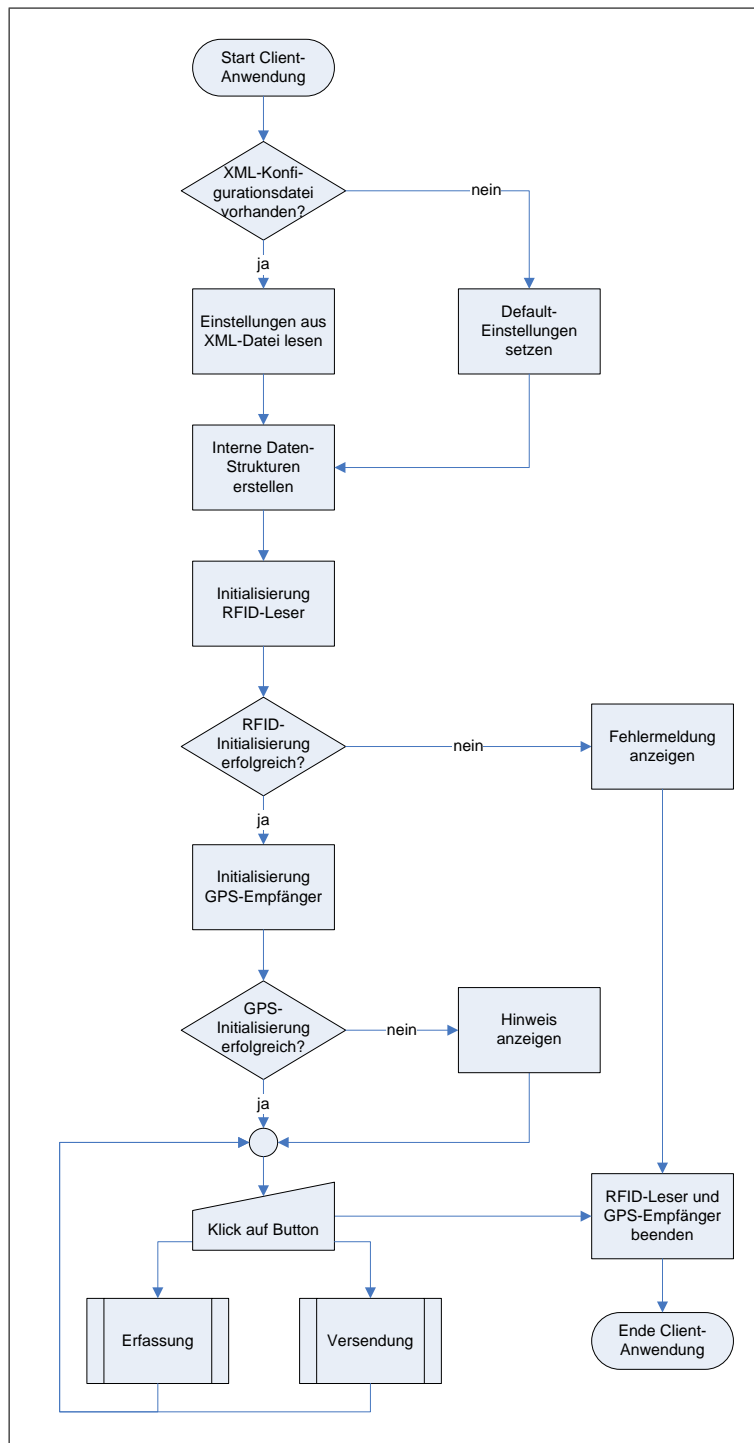 Start Client-
Anwendung
XML-Konfi-
gurationsdatei
vorhanden?
nein
ja
Einstellungen aus
XML-Datei lesen
Default-
Einstellungen
setzen
Interne Daten-
Strukturen
erstellen
Initialisierung
RFID-Leser
RFID-
Initialisierung
erfolgreich?
nein
Fehlermeldung
anzeigen
ja
Initialisierung
GPS-Empfänger
GPS-
Initialisierung
erfolgreich?
nein
Hinweis
anzeigen
ja
Klick auf Button
RFID-Leser und
GPS-Empfänger
beenden
Erfassung
Versendung
Ende Client-
Anwendung